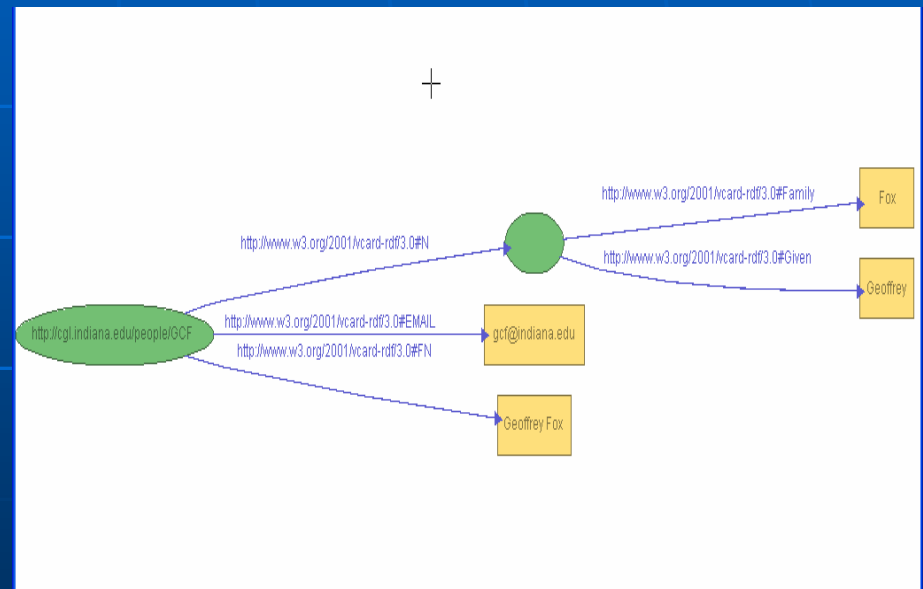 http://www.w3.org/2001/vcard-rdf/3.0#Family
Fox
http://www.w3.org/2001/vcard-rdf/3.0#N
http://www.w3.org/2001/vcard-rdf/3.0#Given
Geoffrey
http://www.w3.org/2001/vcard-rdf/3.0#EMAIL
http://cgl.indiana.edu/people/GCF
gcf@indiana.edu
http://www.w3.org/2001/vcard-rdf/3.0#FN
Geoffrey Fox